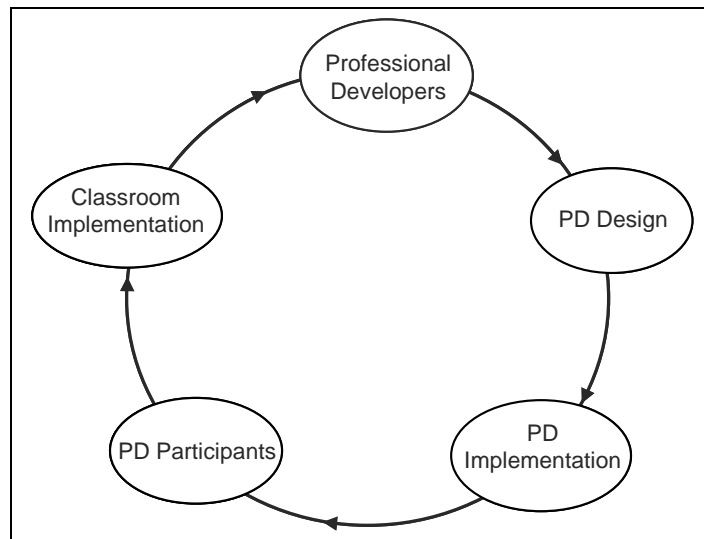 Professional
Developers
PD Design
PD
Implementation
PD Participants
Classroom
Implementation